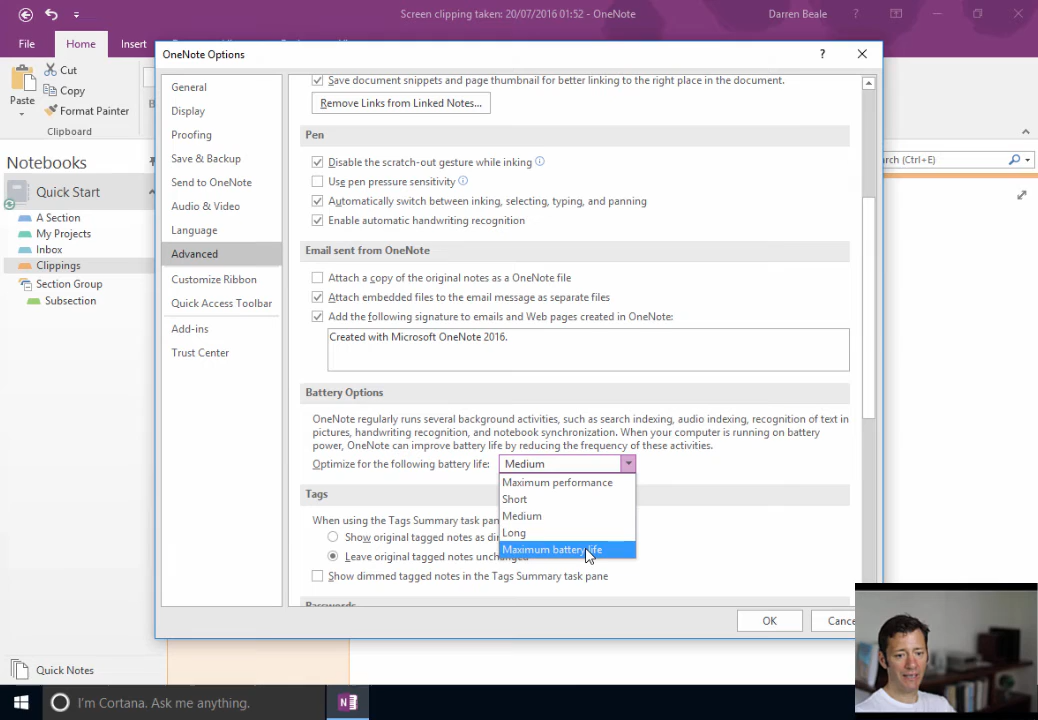 Screen clipping taken: 20/07/2016 01:52 - OneNote
Darren Beale
?
File
Home
Insert
Cut
Copy
Format Painter
Paste
Clipboard
OneNote Options
?
General
Display
Proofing
Save & Backup
Send to OneNote
Audio & Video
Language
Advanced
Customize Ribbon
Quick Access Toolbar
Add-ins
Trust Center
Save document snippets and page thumbnail for better linking to the right place in the document.
Remove Links from Linked Notes...
Pen
Disable the scratch-out gesture while inking
Use pen pressure sensitivity
Automatically switch between inking, selecting, typing, and panning
Enable automatic handwriting recognition
Email sent from OneNote
Attach a copy of the original notes as a OneNote file
Attach embedded files to the email message as separate files
Add the following signature to emails and Web pages created in OneNote:
Created with Microsoft OneNote 2016.
Battery Options
OneNote regularly runs several background activities, such as search indexing, audio indexing, recognition of text in
pictures, handwriting recognition, and notebook synchronization. When your computer is running on battery
power, OneNote can improve battery life by reducing the frequency of these activities.
Optimize for the following battery life: Medium
Maximum performance
Short
Medium
Long
Maximum battery life
Tags
When using the Tags Summary task pan
Show original tagged notes as di
Leave original tagged notes unchanged
Show dimmed tagged notes in the Tags Summary task pane
Passwords
OK
Cance
Notebooks
Quick Start
A Section
My Projects
Inbox
Clippings
Section Group
Subsection
Quick Notes
rch (Ctrl+E)
I'm Cortana. Ask me anything.